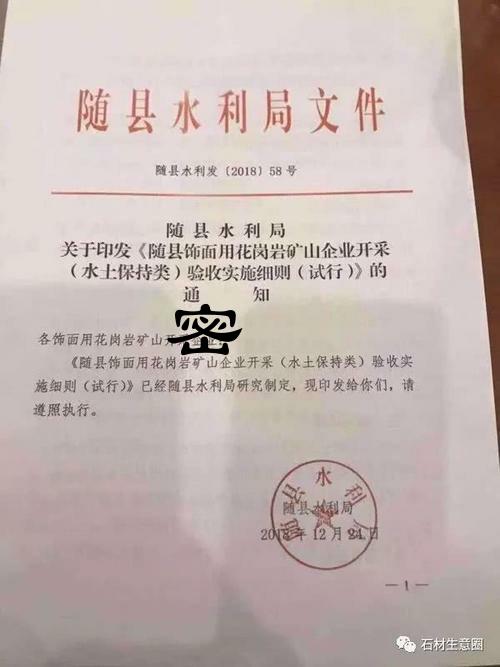 随县水利局文件
随县水利发〔2018〕58号
随县水利局
关于印发《随县饰面用花岗岩矿山企业开采
（水土保持类）验收实施细则（试行）》的
通知
密
各饰面用花岗岩矿山开
《随县饰面用花岗岩矿山企业开采（水土保持类）验收实
施细则（试行）》已经随县水利局研究制定，现印发给你们，请
遵照执行。
随县水利局
随县水利局
2018年12月24日
—1
石材生意圈